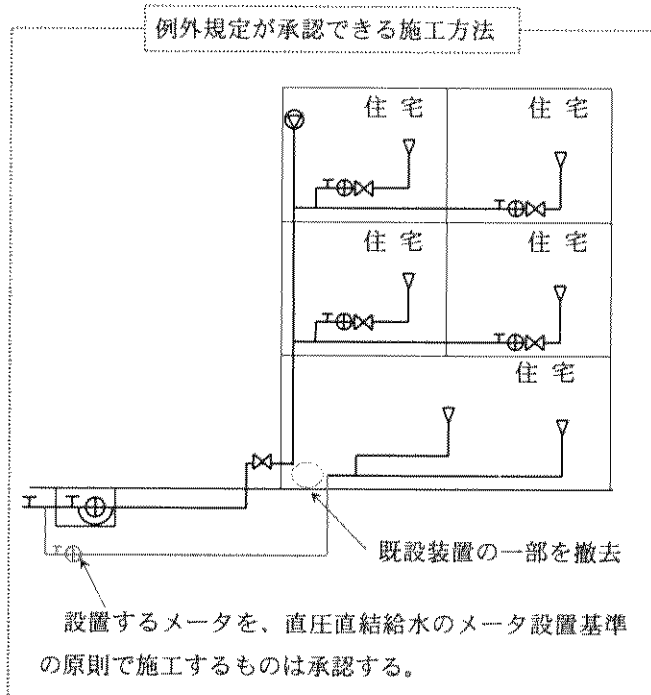 例外規定が承認できる施工方法
住宅
住宅
住宅
住宅
住宅
既設装置の一部を撤去
設置するメータを、直圧直結給水のメータ設置基準
の原則で施工するものは承認する。